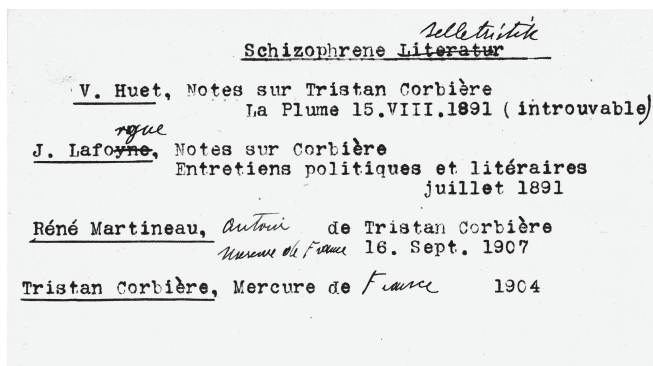 Belletristik
Schizophrene Literatur
V. Huet, Notes sur Tristan Corbière
La Plume 15.VIII.1891 (introuvable)
rgue
J. Lafoyne, Notes sur Corbière
Entretiens politiques et litéraires
juillet 1891
Réné Martineau, autour de Tristan Corbière
Mercure de France 16. Sept. 1907
Tristan Corbière, Mercure de France 1904